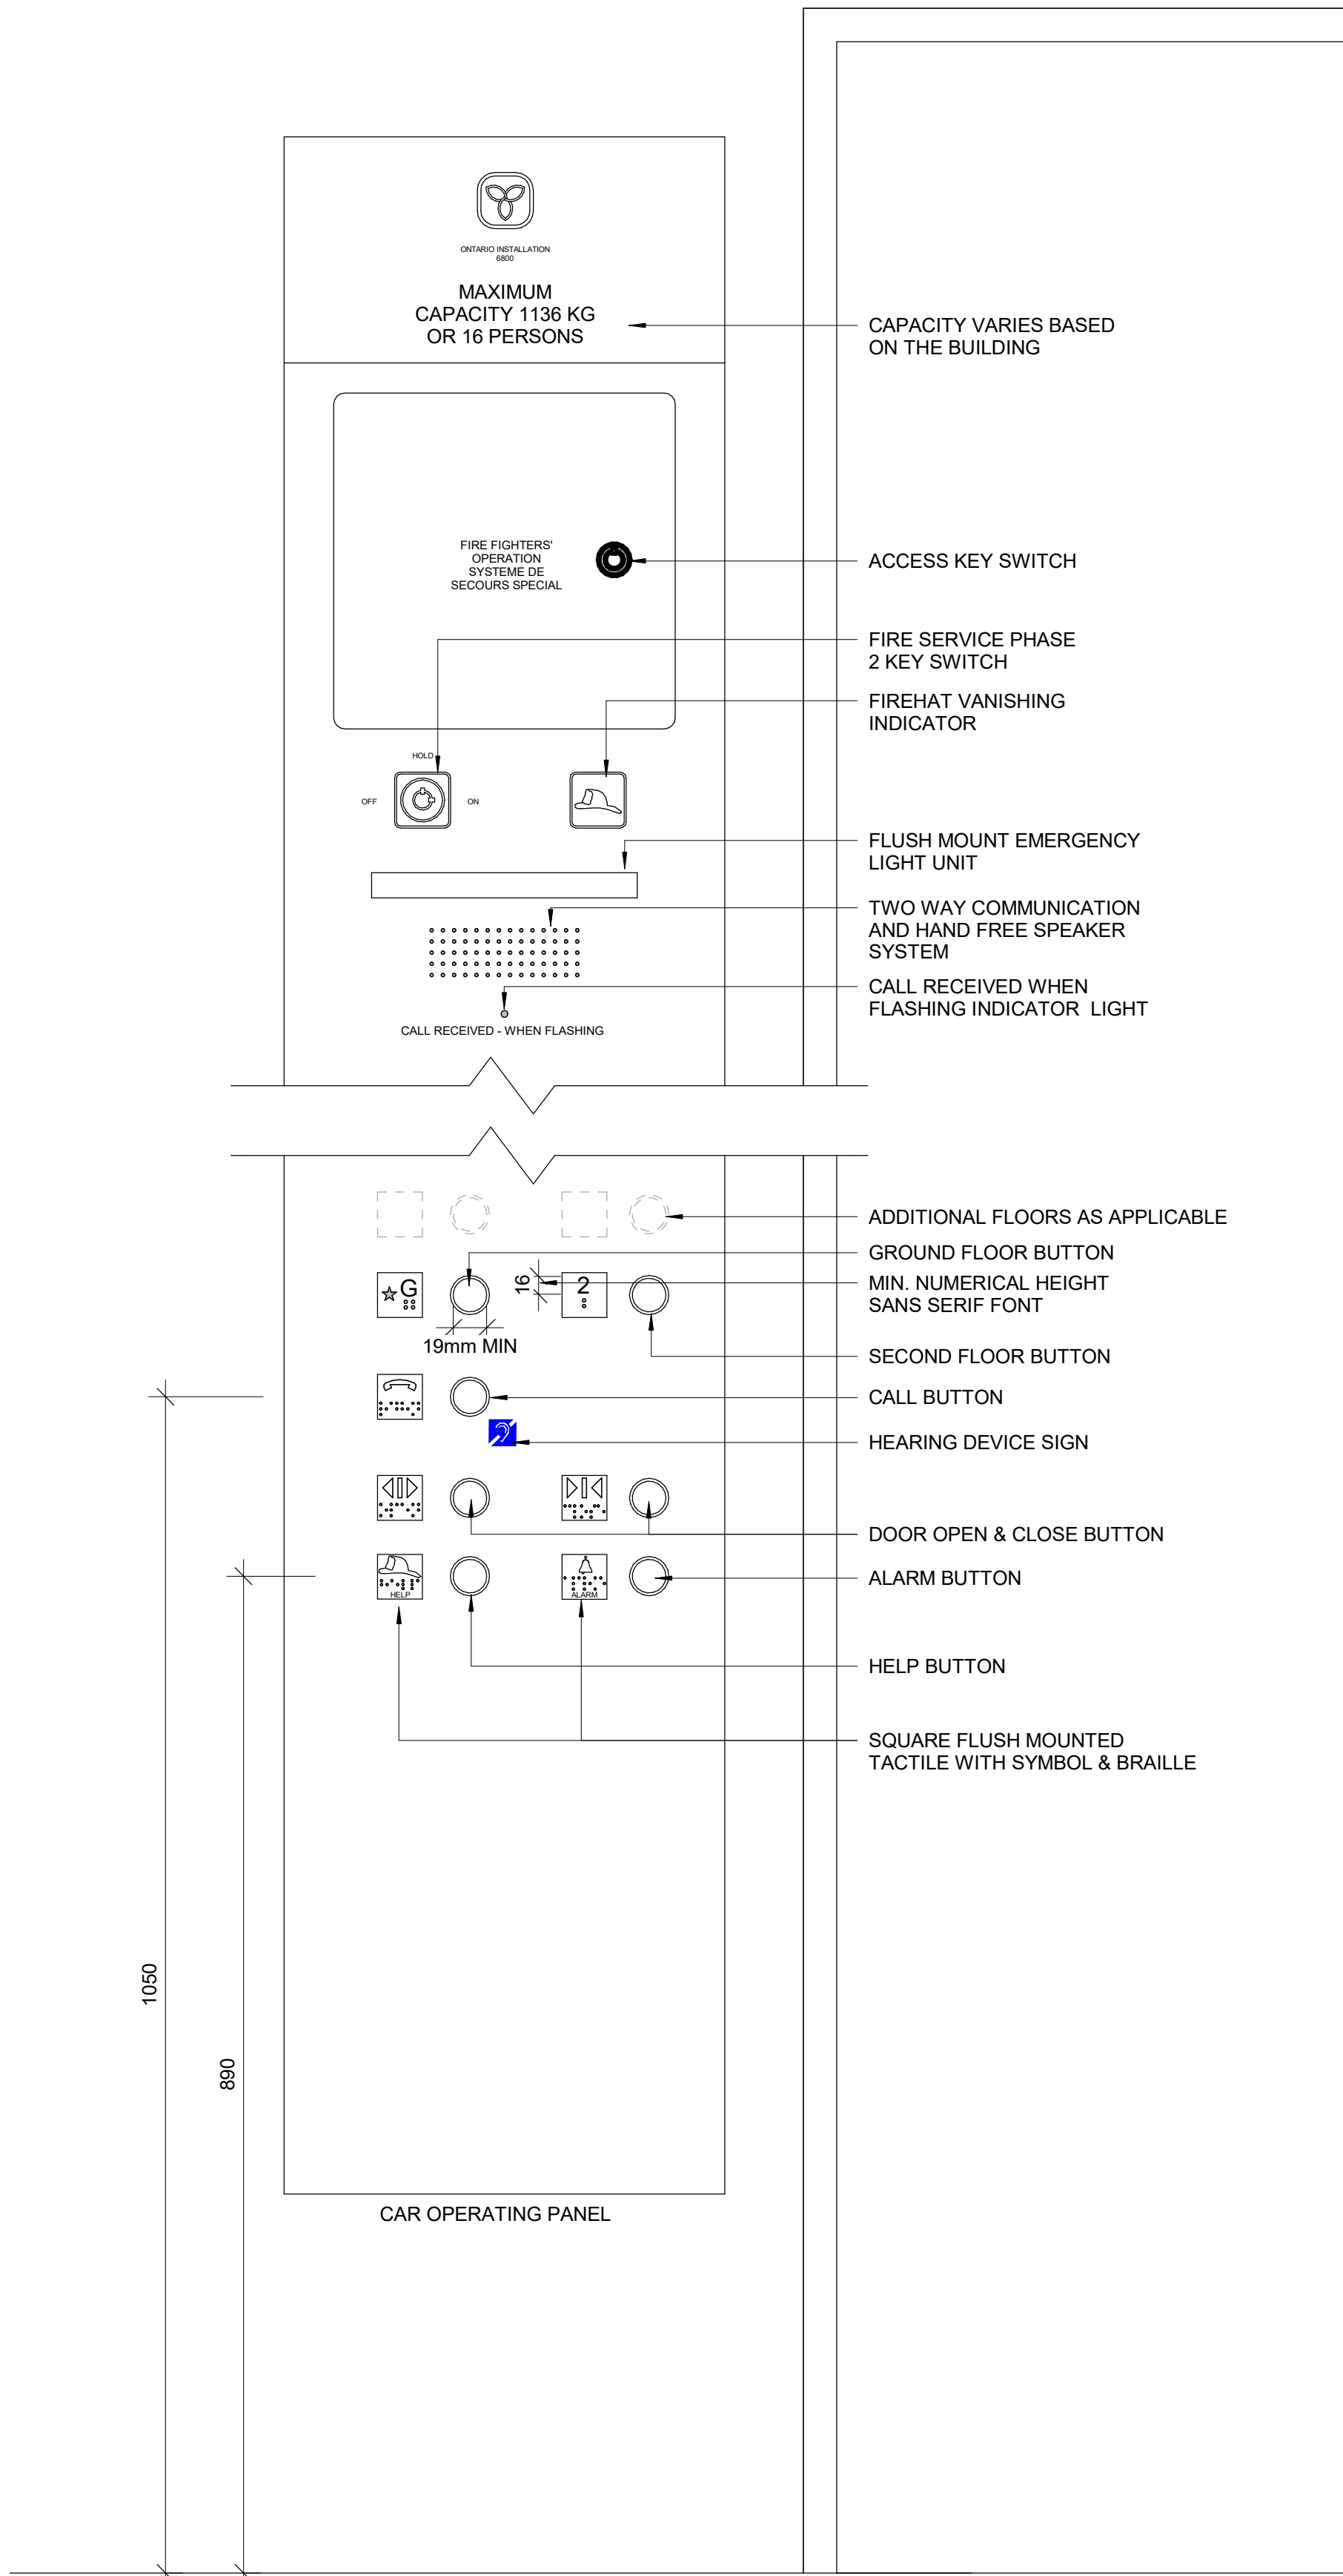 ONTARIO INSTALLATION
6800
MAXIMUM
CAPACITY 1136 KG
OR 16 PERSONS
CAPACITY VARIES BASED
ON THE BUILDING
FIRE FIGHTERS'
OPERATION
SYSTEME DE
SECOURS SPECIAL
ACCESS KEY SWITCH
FIRE SERVICE PHASE
2 KEY SWITCH
FIREHAT VANISHING
INDICATOR
HOLD
OFF
ON
FLUSH MOUNT EMERGENCY
LIGHT UNIT
TWO WAY COMMUNICATION
AND HAND FREE SPEAKER
SYSTEM
CALL RECEIVED WHEN
FLASHING INDICATOR LIGHT
CALL RECEIVED - WHEN FLASHING
ADDITIONAL FLOORS AS APPLICABLE
GROUND FLOOR BUTTON
G
16
2
MIN. NUMERICAL HEIGHT
SANS SERIF FONT
19mm MIN
SECOND FLOOR BUTTON
CALL BUTTON
HEARING DEVICE SIGN
DOOR OPEN & CLOSE BUTTON
ALARM BUTTON
HELP
ALARM
HELP BUTTON
SQUARE FLUSH MOUNTED
TACTILE WITH SYMBOL & BRAILLE
1050
890
CAR OPERATING PANEL